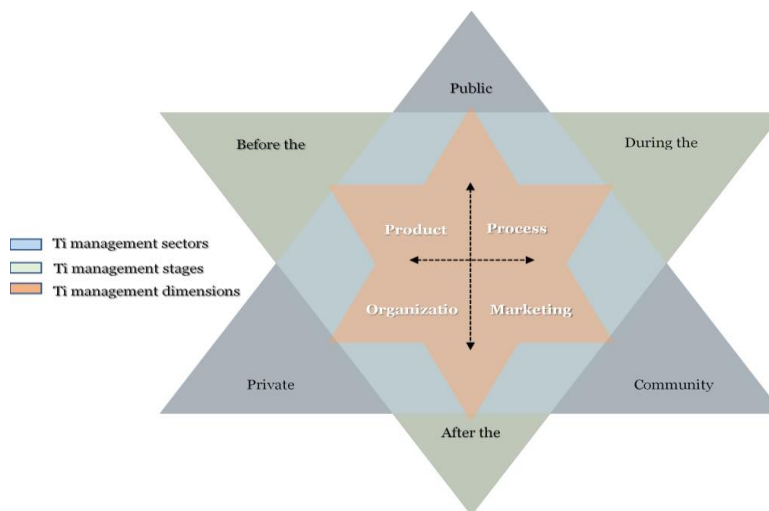 Public
Before the
During the
Product
Process
Ti management sectors
Ti management stages
Ti management dimensions
Organizatio
Marketing
Private
Community
After the